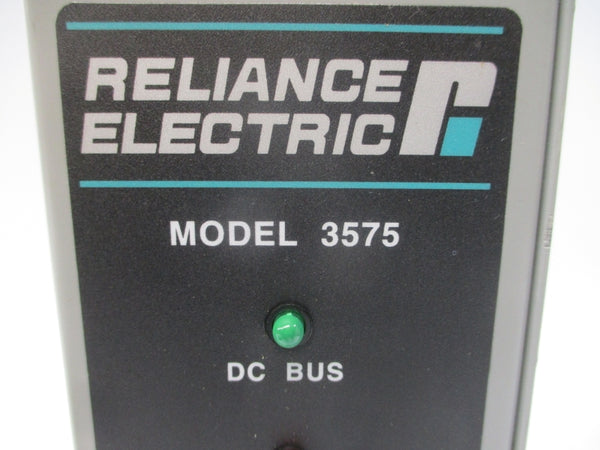 RELIANCE
ELECTRIC
MODEL 3575
DC BUS